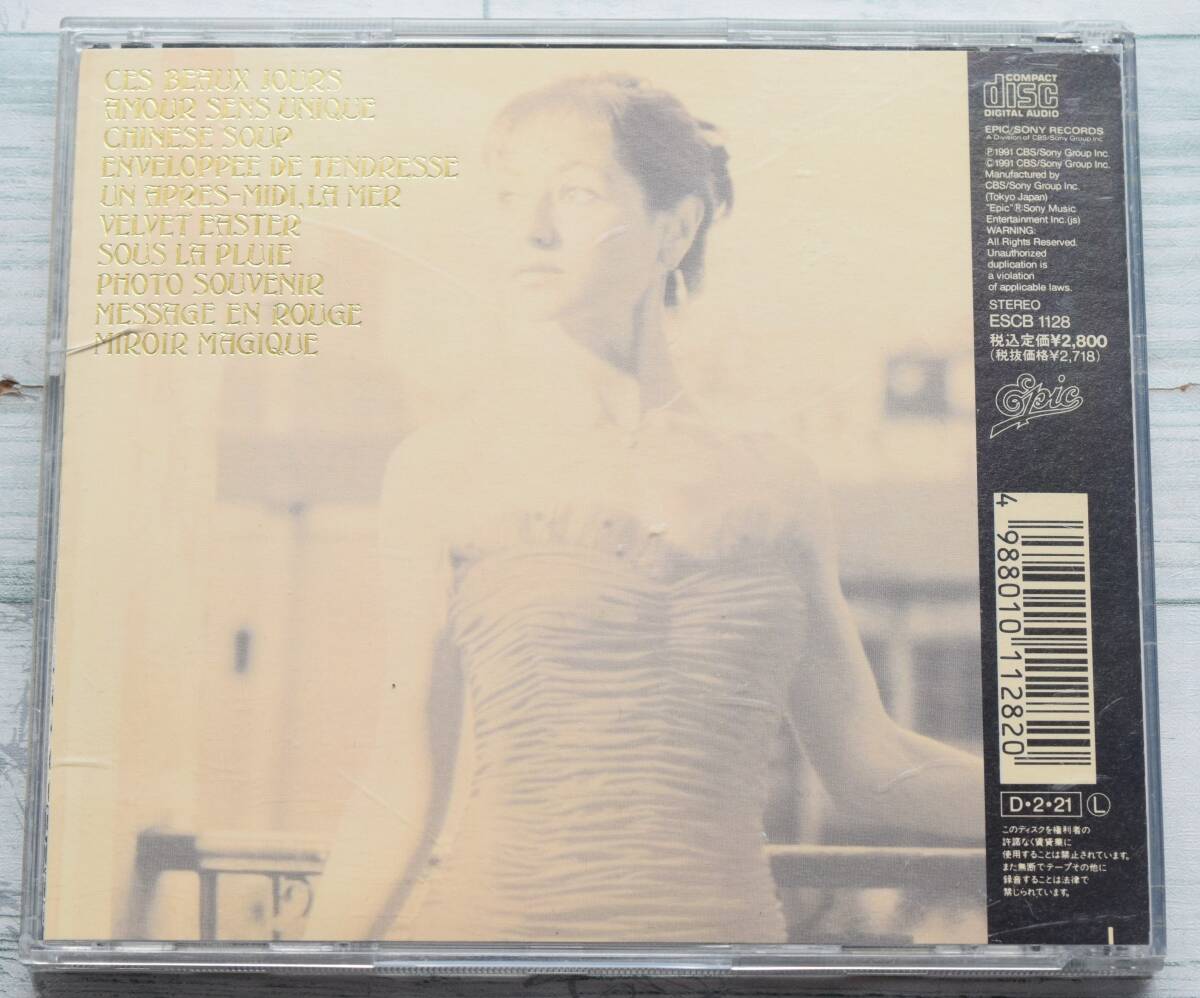 CES BEAUX JOURS
AMOUR SENS UNIQUE
CHINESE SOUP
ENVELOPPEE DE TENDRESSE
UN APRES-MIDI, LA MER
VELVET EASTER
SOUS LA PLUIE
PHOTO SOUVENIR
MESSAGE EN ROUGE
MIROIR MAGIQUE
COMPACT
disc
DIGITAL AUDIO
EPIC/SONY RECORDS
A Division of CBS/Sony Group Inc.
℗1991 CBS/Sony Group Inc.
©1991 CBS/Sony Group Inc.
Manufactured by
CBS/Sony Group Inc.
(Tokyo Japan)
"Epic"® Sony Music
Entertainment Inc.(js)
WARNING:
All Rights Reserved.
Unauthorized
duplication is
a violation
of applicable laws.
STEREO
ESCB 1128
税込定価¥2,800
(税抜価格¥2,718)
Epic
4 988010 112820
D•2•21 Ⓛ
このディスクを権利者の
許諾なく賃貸業に
使用することは禁止されています。
また無断でテープその他に
録音することは法律で
禁じられています。